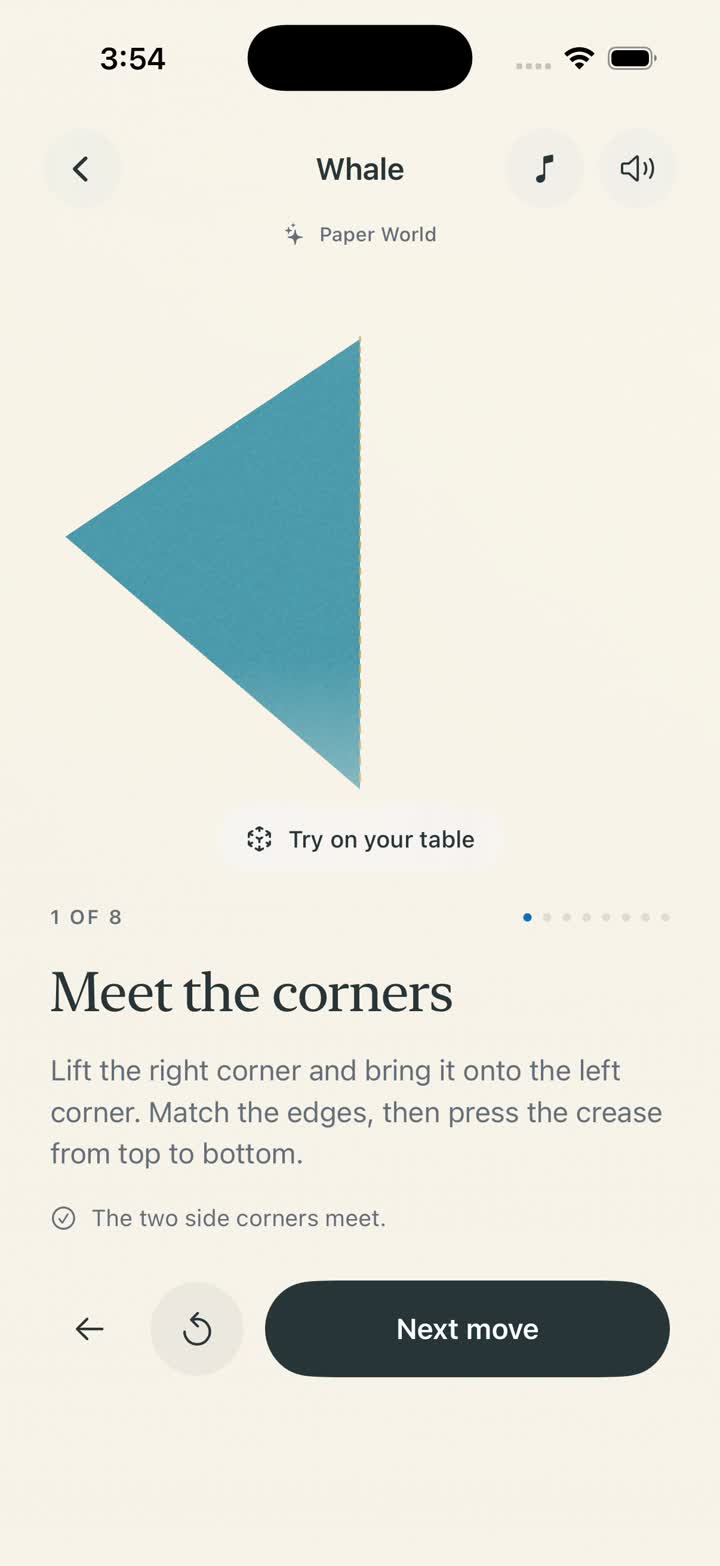 3:54
Whale
Paper World
Try on your table
1 OF 8
Meet the corners
Lift the right corner and bring it onto the left
corner. Match the edges, then press the crease
from top to bottom.
The two side corners meet.
Next move